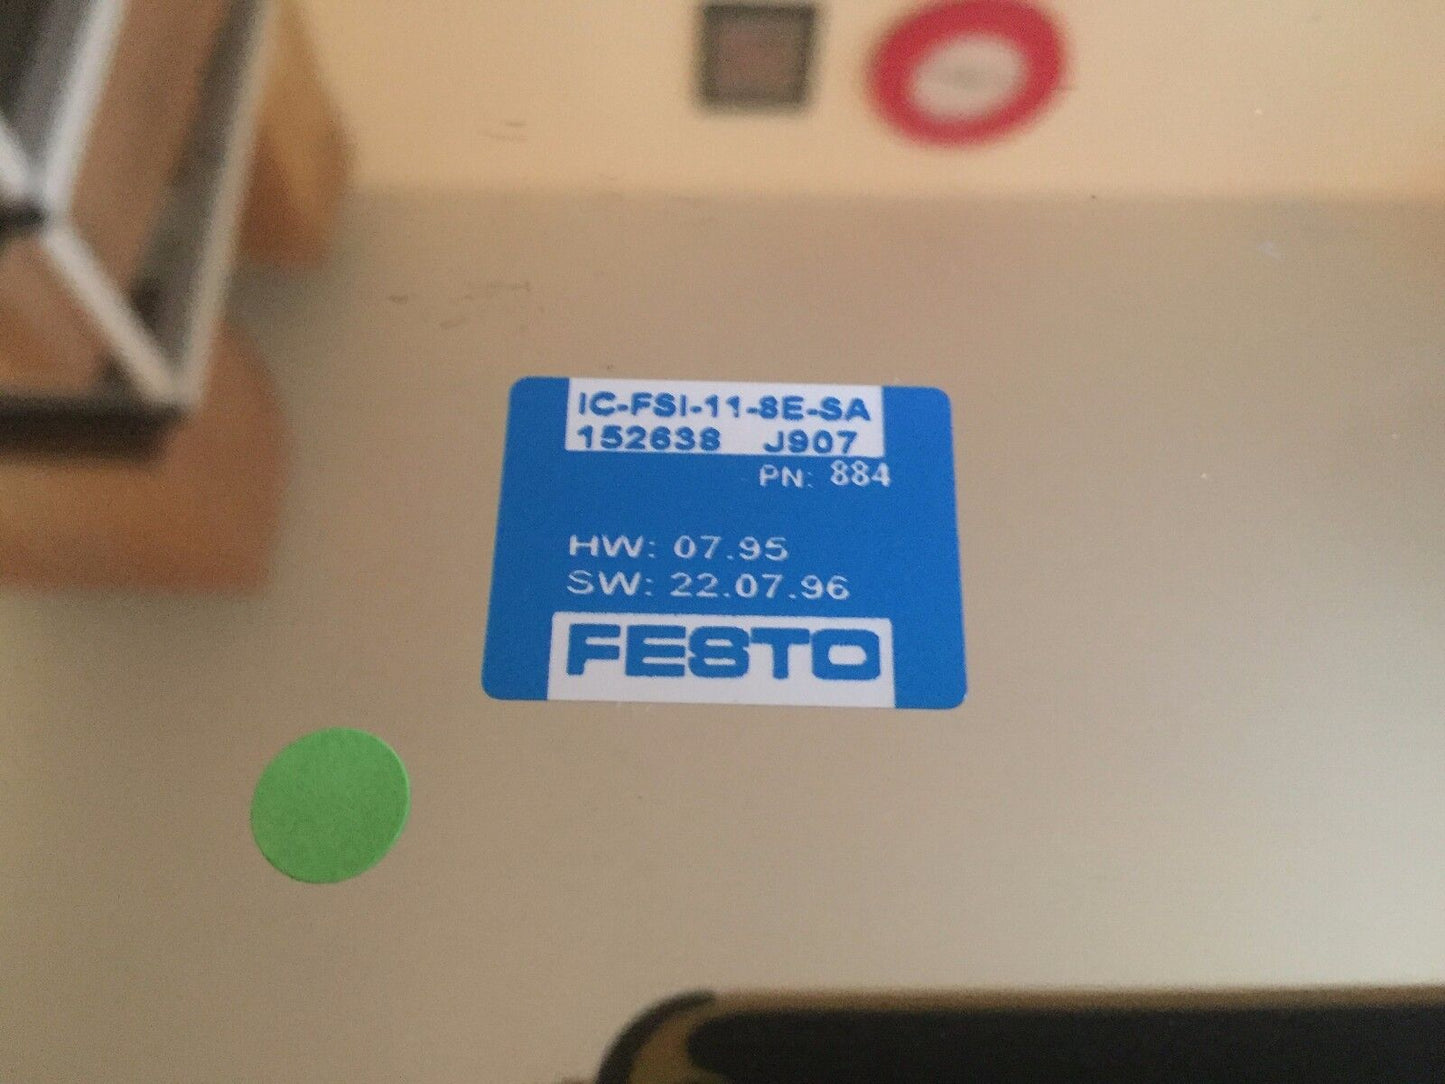 IC-FSI-11-8E-SA
152638 J907
PN: 884
HW: 07.95
SW: 22.07.96
FESTO